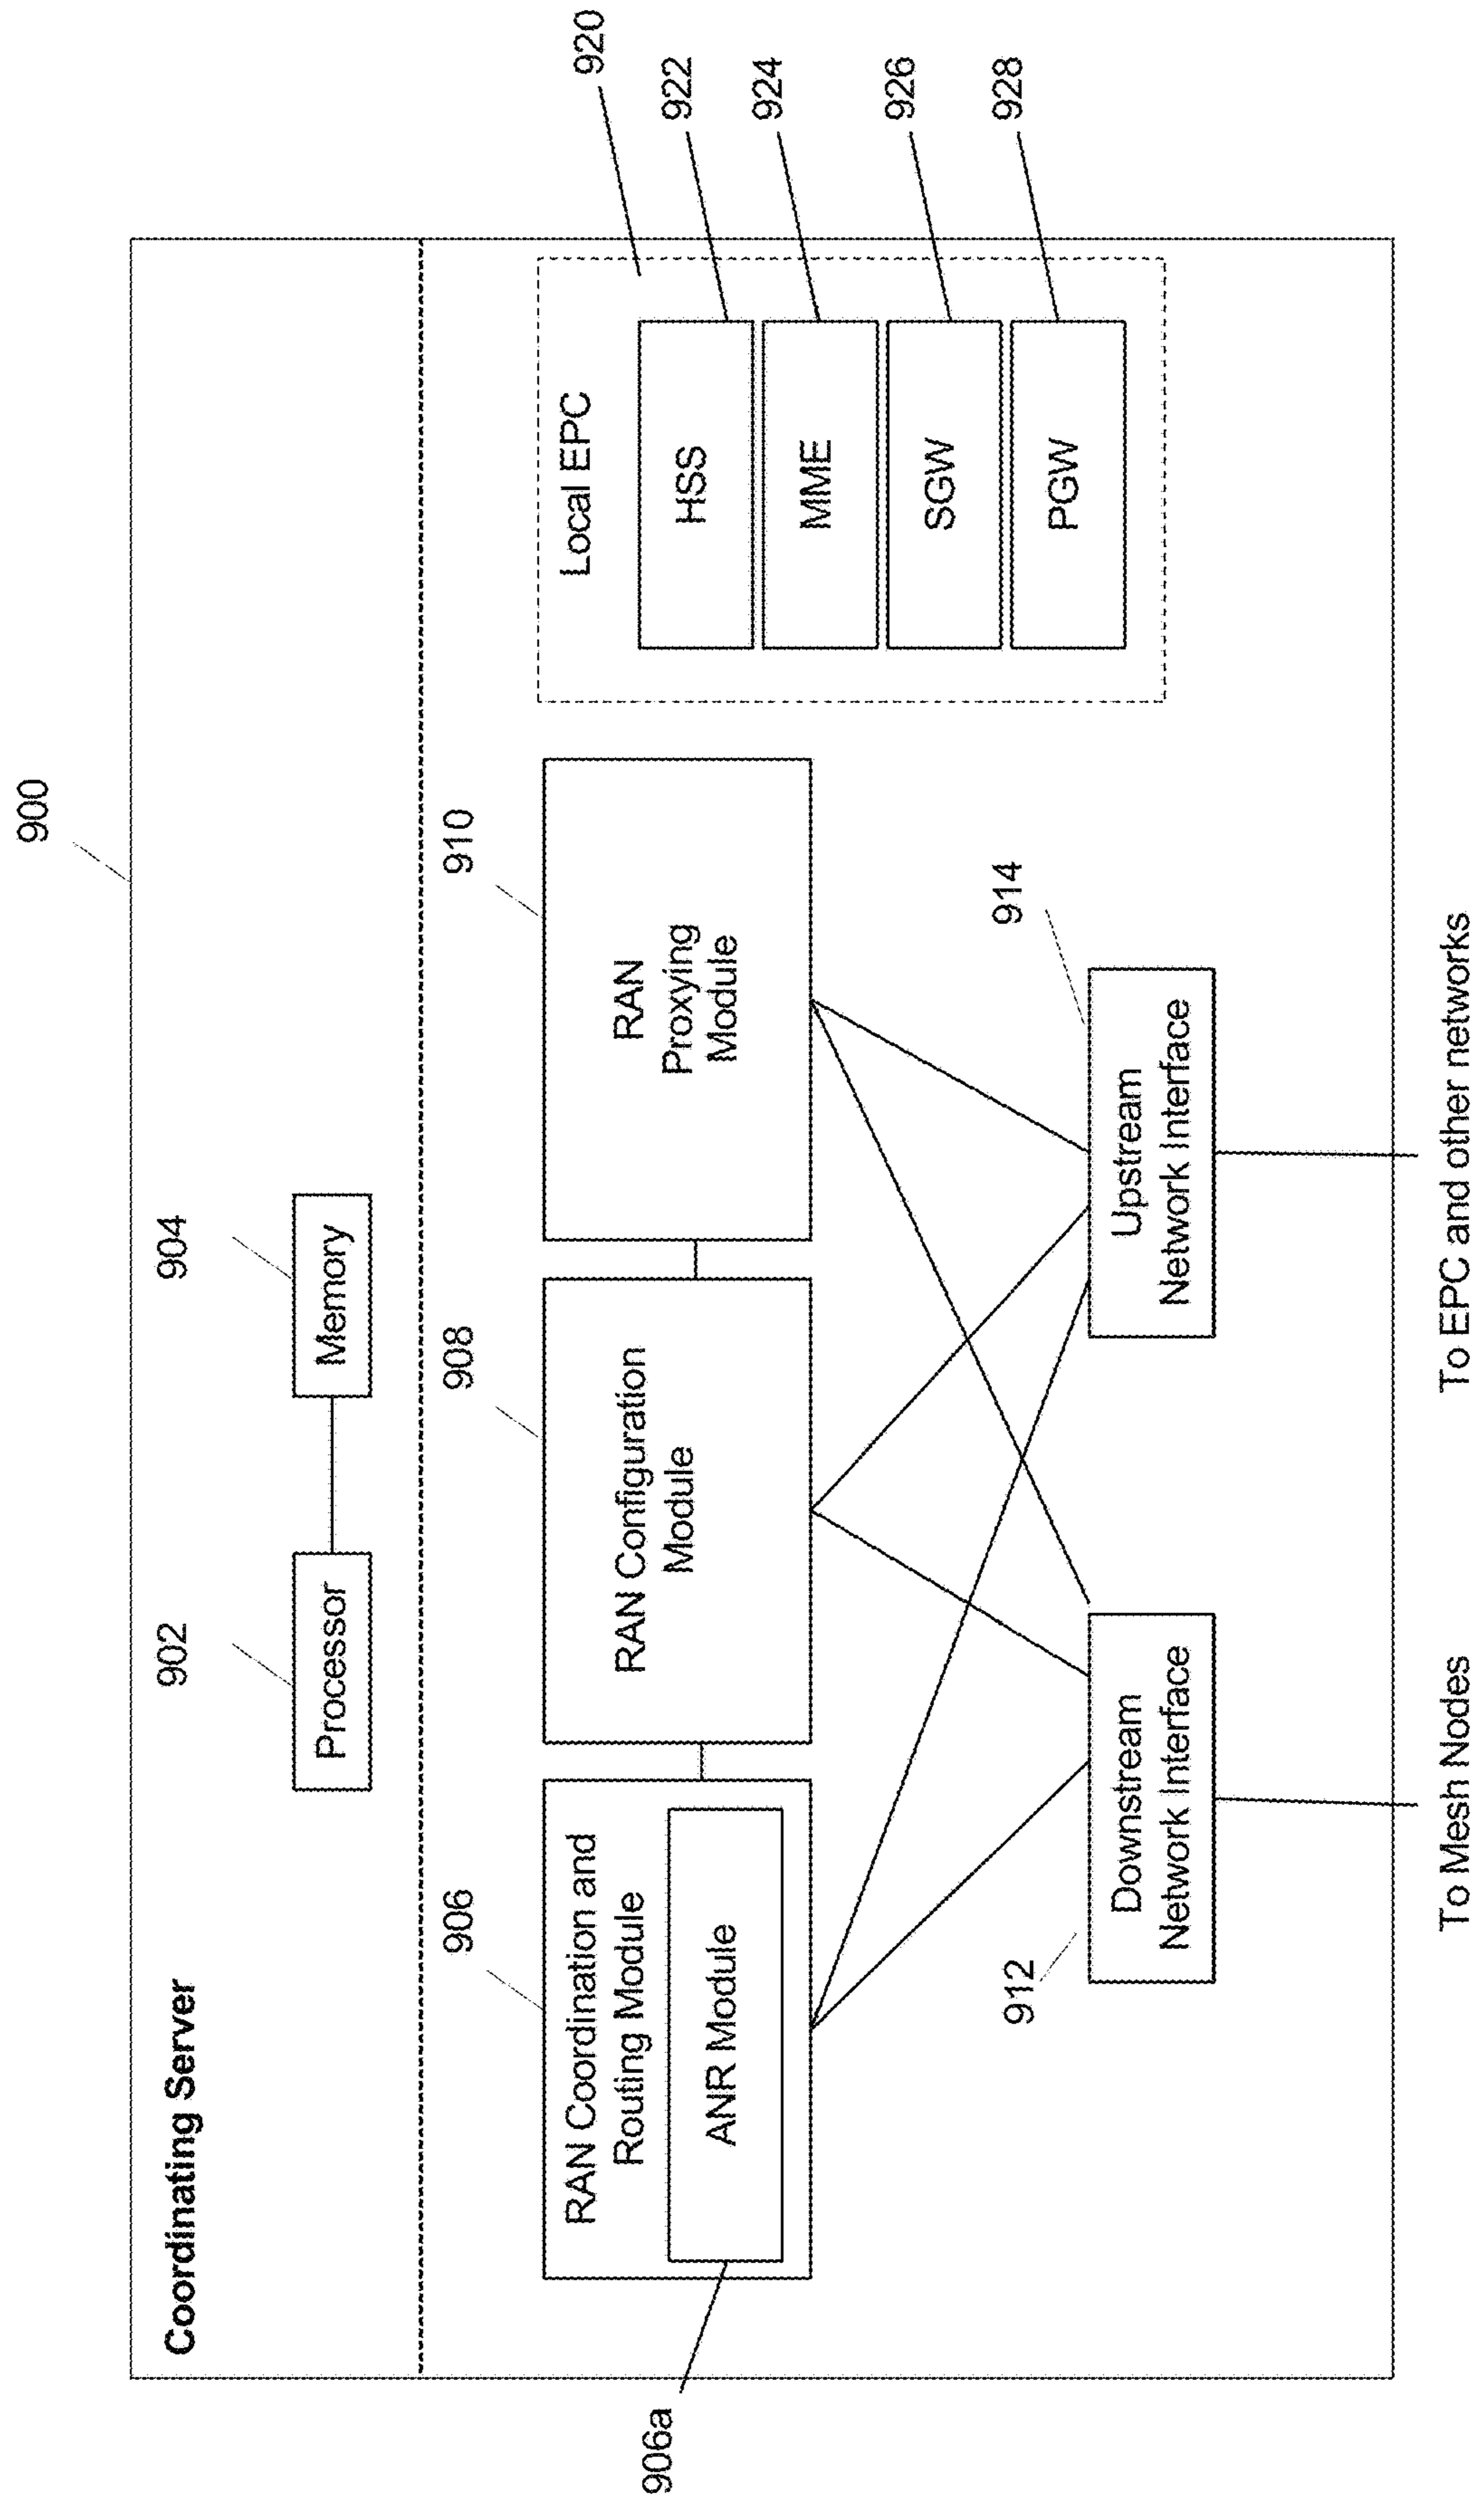 900
Coordinating Server
902
904
Processor
Memory
906
908
910
920
RAN Coordination and
Routing Module
ANR Module
906a
RAN Configuration
Module
RAN
Proxying
Module
Local EPC
HSS
922
MME
924
SGW
926
PGW
928
912
Downstream
Network Interface
914
Upstream
Network Interface
To Mesh Nodes
To EPC and other networks